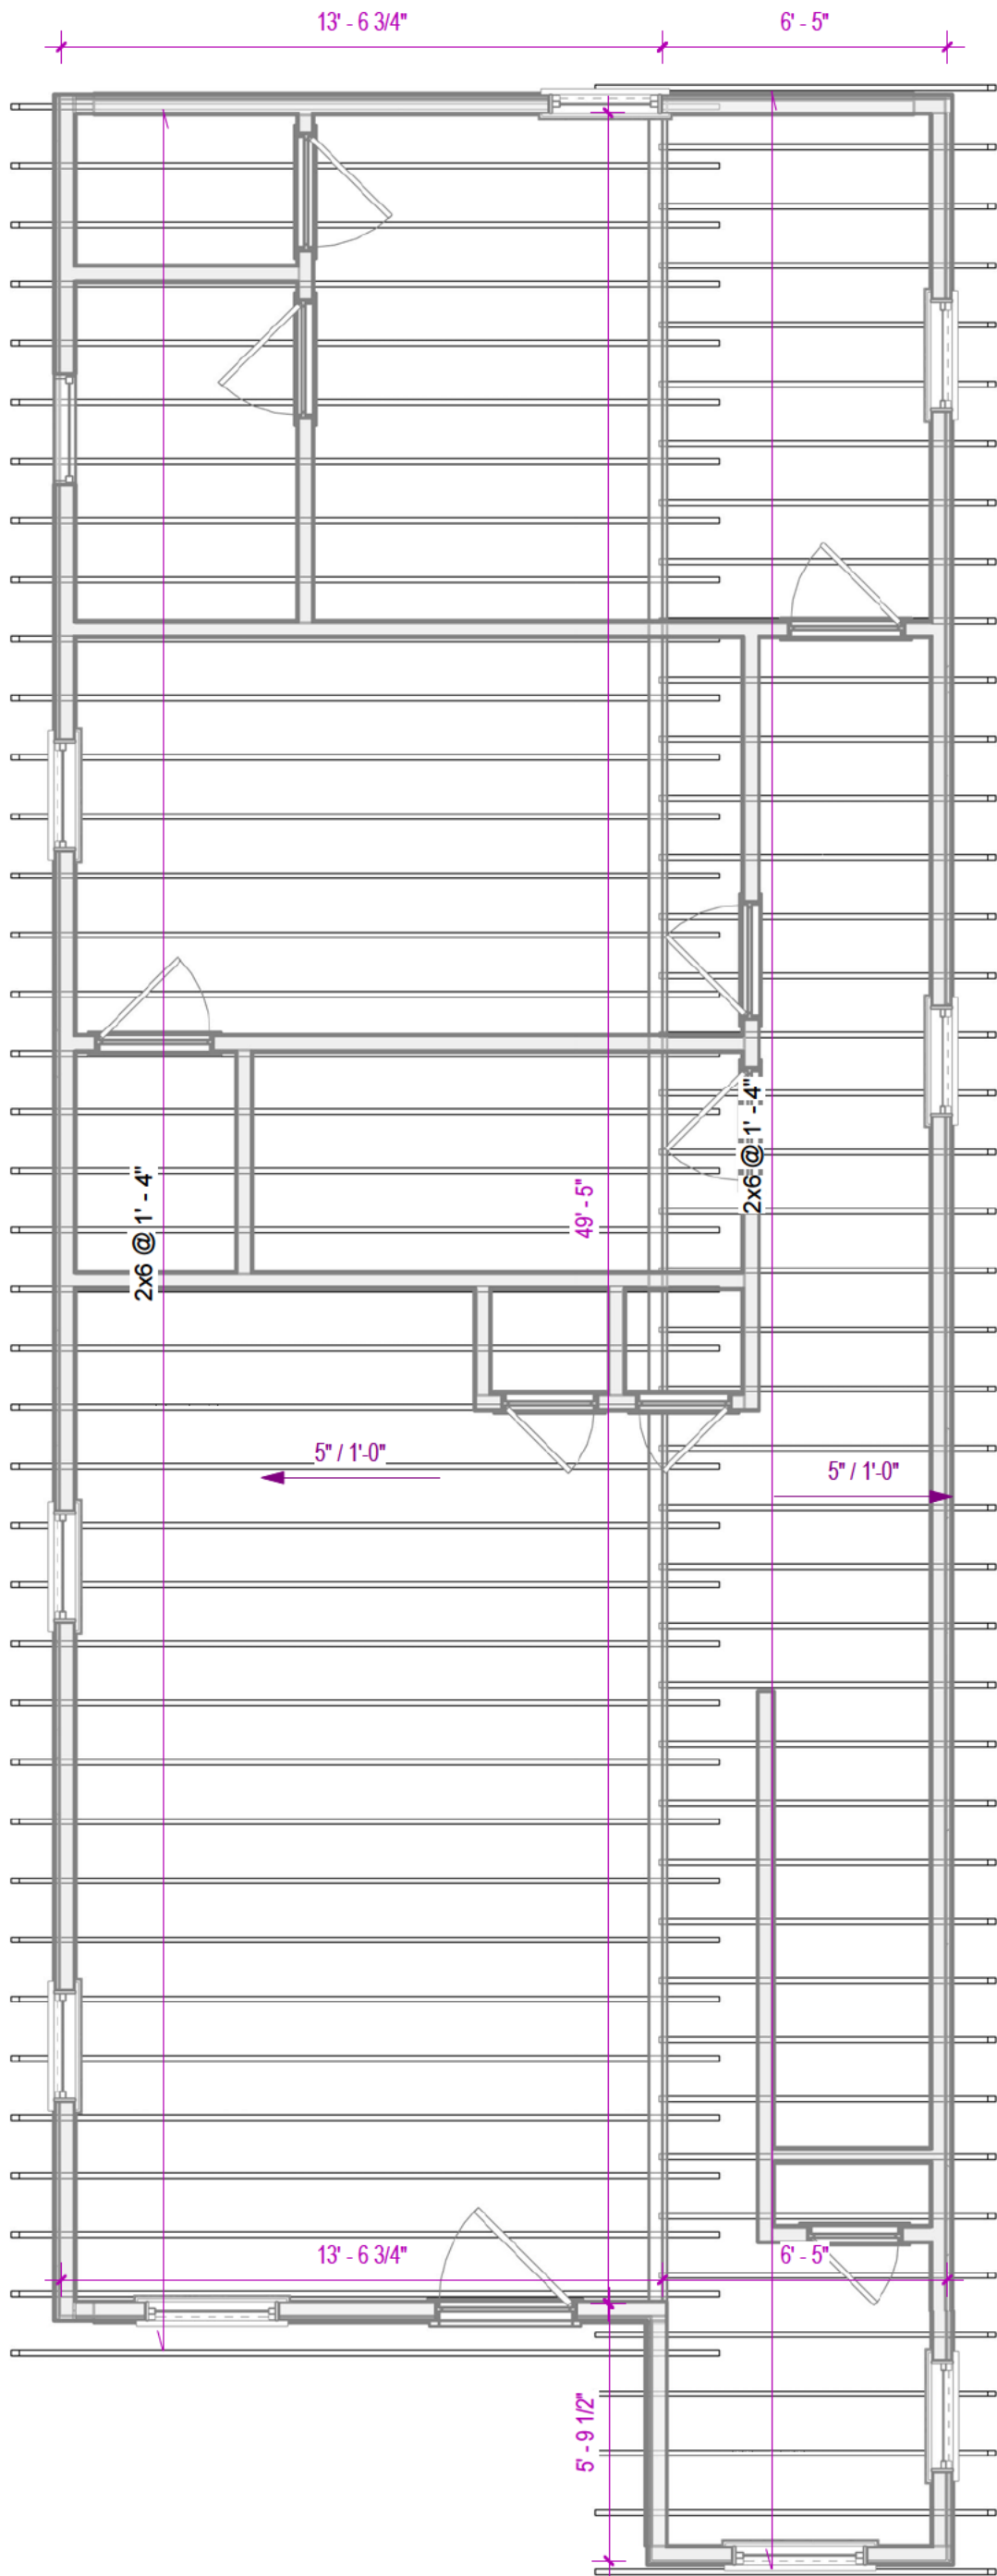 13' - 6 3/4"
6' - 5"
2x6 @ 1' - 4"
49' - 5"
2x6 @ 1' - 4"
5" / 1'-0"
5" / 1'-0"
13' - 6 3/4"
6' - 5"
5' - 9 1/2"